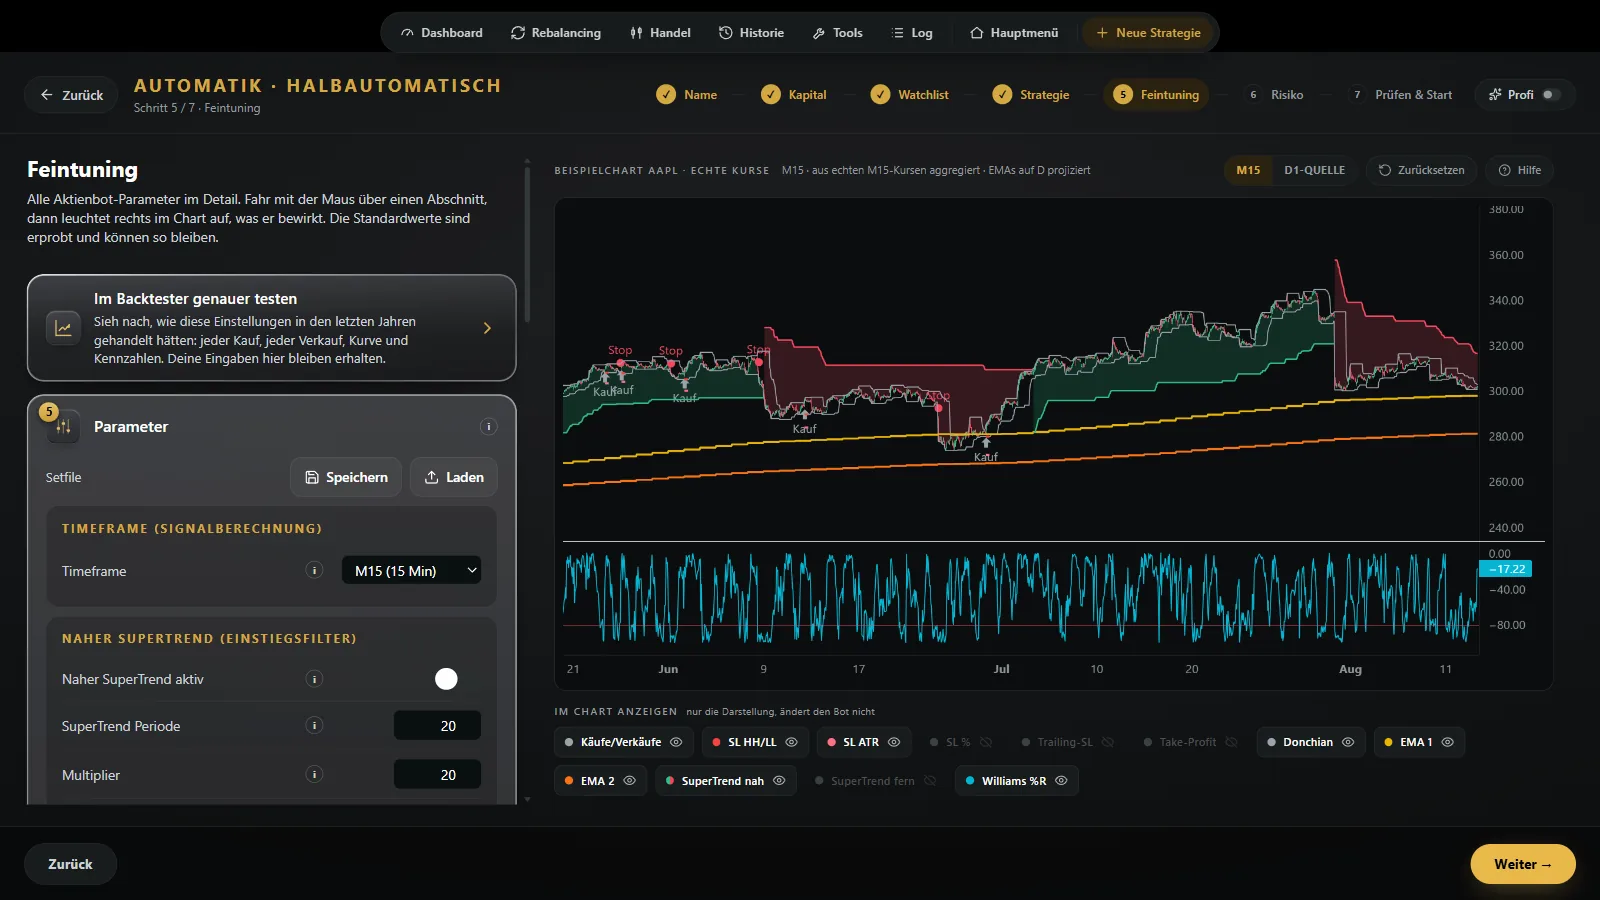 Dashboard
Rebalancing
Handel
Historie
Tools
Log
Hauptmenü
Neue Strategie
Zurück
AUTOMATIK · HALBAUTOMATISCH
Schritt 5 / 7 · Feintuning
Name
Kapital
Watchlist
Strategie
5 Feintuning
6 Risiko
7 Prüfen & Start
Profi
Feintuning
Alle Aktienbot-Parameter im Detail. Fahr mit der Maus über einen Abschnitt,
dann leuchtet rechts im Chart auf, was er bewirkt. Die Standardwerte sind
erprobt und können so bleiben.
Im Backtester genauer testen
Sieh nach, wie diese Einstellungen in den letzten Jahren
gehandelt hätten: jeder Kauf, jeder Verkauf, Kurve und
Kennzahlen. Deine Eingaben hier bleiben erhalten.
5
Parameter
i
Setfile
Speichern
Laden
TIMEFRAME (SIGNALBERECHNUNG)
Timeframe
i
M15 (15 Min)
NAHER SUPERTREND (EINSTIEGSFILTER)
Naher SuperTrend aktiv
i
SuperTrend Periode
i
20
Multiplier
i
20
BEISPIELCHART AAPL · ECHTE KURSE
M15 · aus echten M15-Kursen aggregiert · EMAs auf D projiziert
M15
D1-QUELLE
Zurücksetzen
Hilfe
380.00
360.00
340.00
320.00
300.00
280.00
260.00
240.00
Stop
Stop
Stop
Stop
Kauf
Kauf
Kauf
Kauf
Kauf
0.00
−17.22
−40.00
−80.00
21
Jun
9
17
Jul
10
20
Aug
11
IM CHART ANZEIGEN
nur die Darstellung, ändert den Bot nicht
Käufe/Verkäufe
SL HH/LL
SL ATR
SL %
Trailing-SL
Take-Profit
Donchian
EMA 1
EMA 2
SuperTrend nah
SuperTrend fern
Williams %R
Zurück
Weiter →